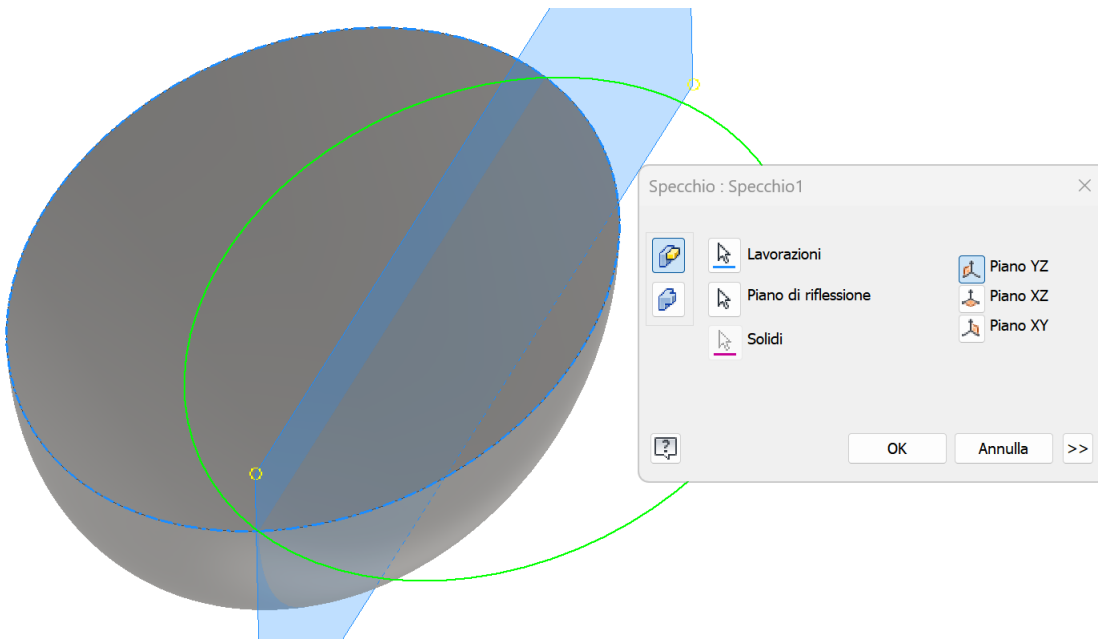 Specchio : Specchio1
Lavorazioni
Piano YZ
Piano di riflessione
Piano XZ
Piano XY
Solidi
OK
Annulla
>>